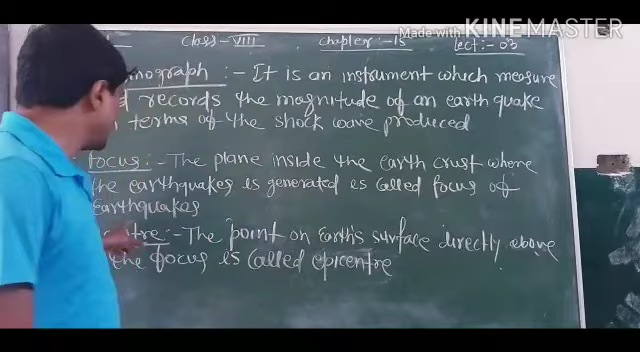 Made with KINEMASTER
Class-VIII chapter:-15 Lect:-03
mograph:- It is an instrument which measure
records the magnitude of an earthquake
terms of the shock wave produced
focus:- The plane inside the earth crust where
the earthquakes is generated is called focus of
earthquakes
tre:- The point on Earth's surface directly above
the focus is called epicentre